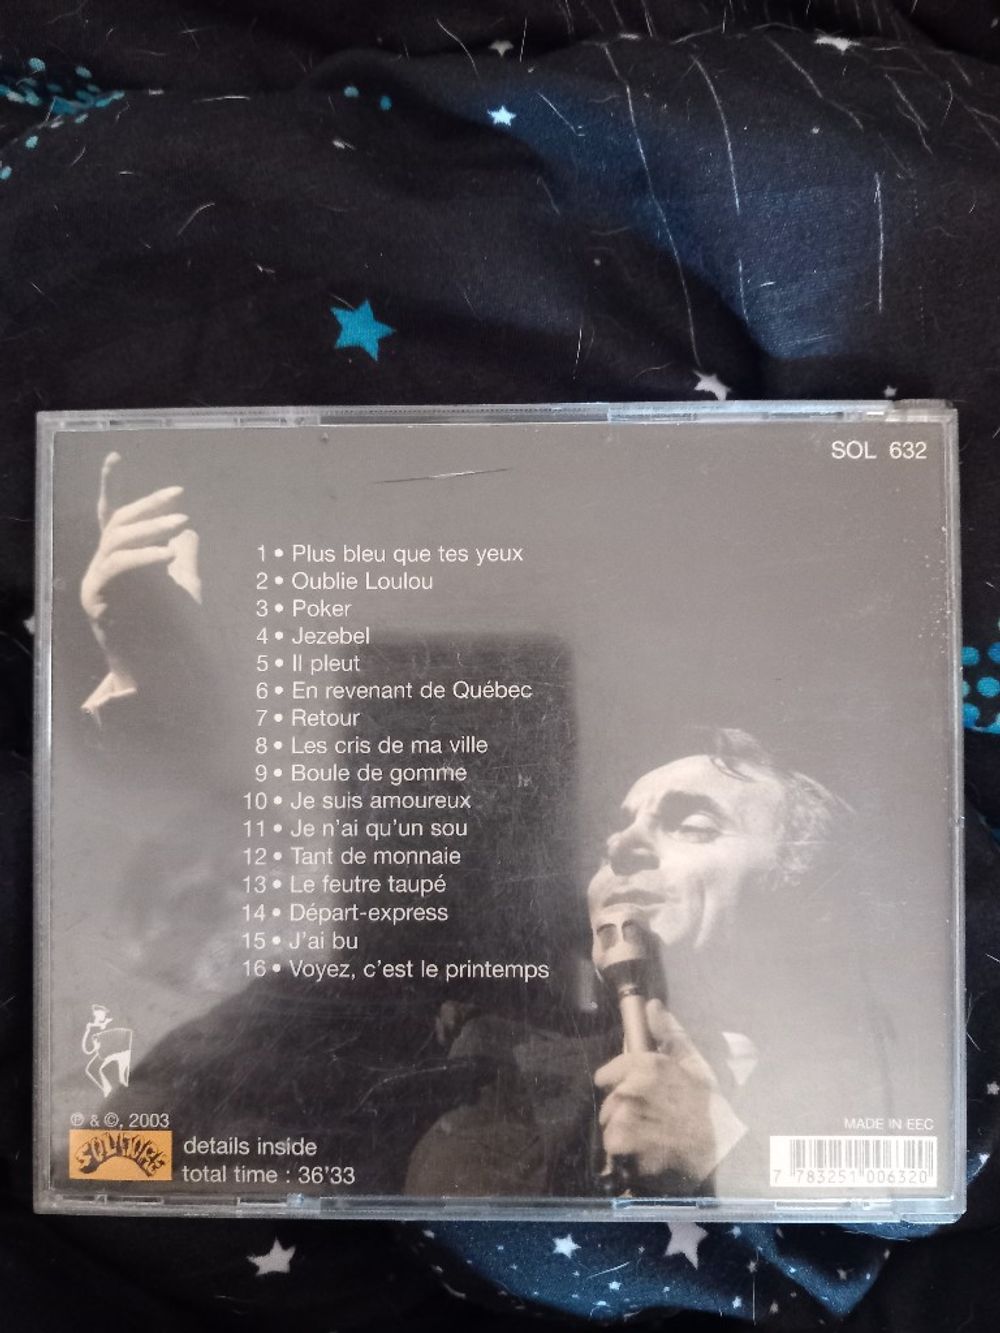 SOL 632
1 • Plus bleu que tes yeux
2 • Oublie Loulou
3 • Poker
4 • Jezebel
5 • Il pleut
6 • En revenant de Québec
7 • Retour
8 • Les cris de ma ville
9 • Boule de gomme
10 • Je suis amoureux
11 • Je n'ai qu'un sou
12 • Tant de monnaie
13 • Le feutre taupé
14 • Départ-express
15 • J'ai bu
16 • Voyez, c'est le printemps
℗ & ©, 2003
SOLITAIRE
details inside
total time : 36'33
MADE IN EEC
7 783251 006320